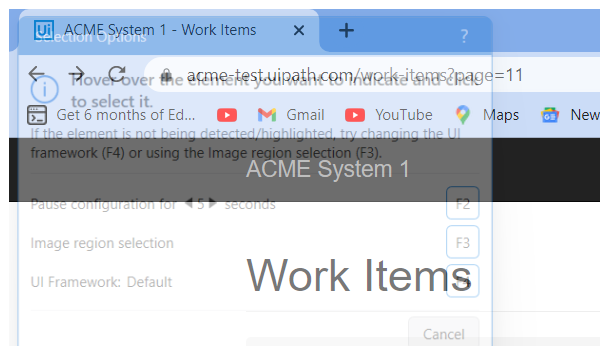 ACME System 1 - Work Items
Selection Options
?
acme-test.uipath.com/work-items?page=11
Hover over the element you want to indicate and click
to select it.
Get 6 months of Ed... Gmail YouTube Maps New
If the element is not being detected/highlighted, try changing the UI
framework (F4) or using the Image region selection (F3).
ACME System 1
Pause configuration for 5 seconds F2
Image region selection F3
UI Framework: Default F4
Work Items
Cancel